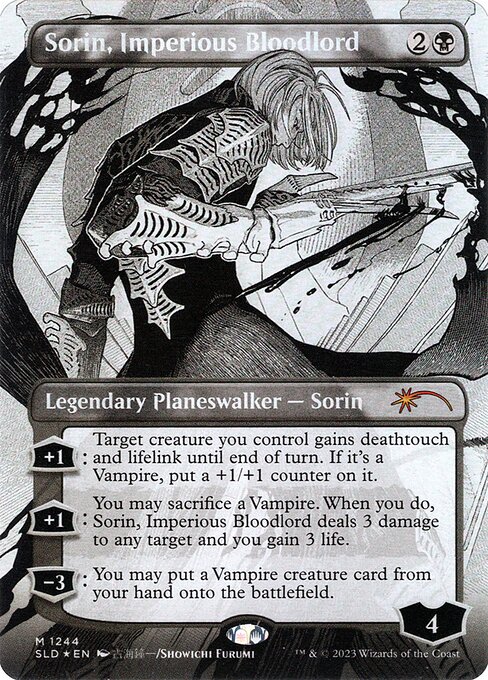 Sorin, Imperious Bloodlord 2
Legendary Planeswalker — Sorin
+1 : Target creature you control gains deathtouch
and lifelink until end of turn. If it's a
Vampire, put a +1/+1 counter on it.
+1 : You may sacrifice a Vampire. When you do,
Sorin, Imperious Bloodlord deals 3 damage
to any target and you gain 3 life.
−3 : You may put a Vampire creature card from
your hand onto the battlefield.
4
M 1244
SLD ★ EN 古海鐘一/SHOWICHI FURUMI ™ & © 2023 Wizards of the Coast